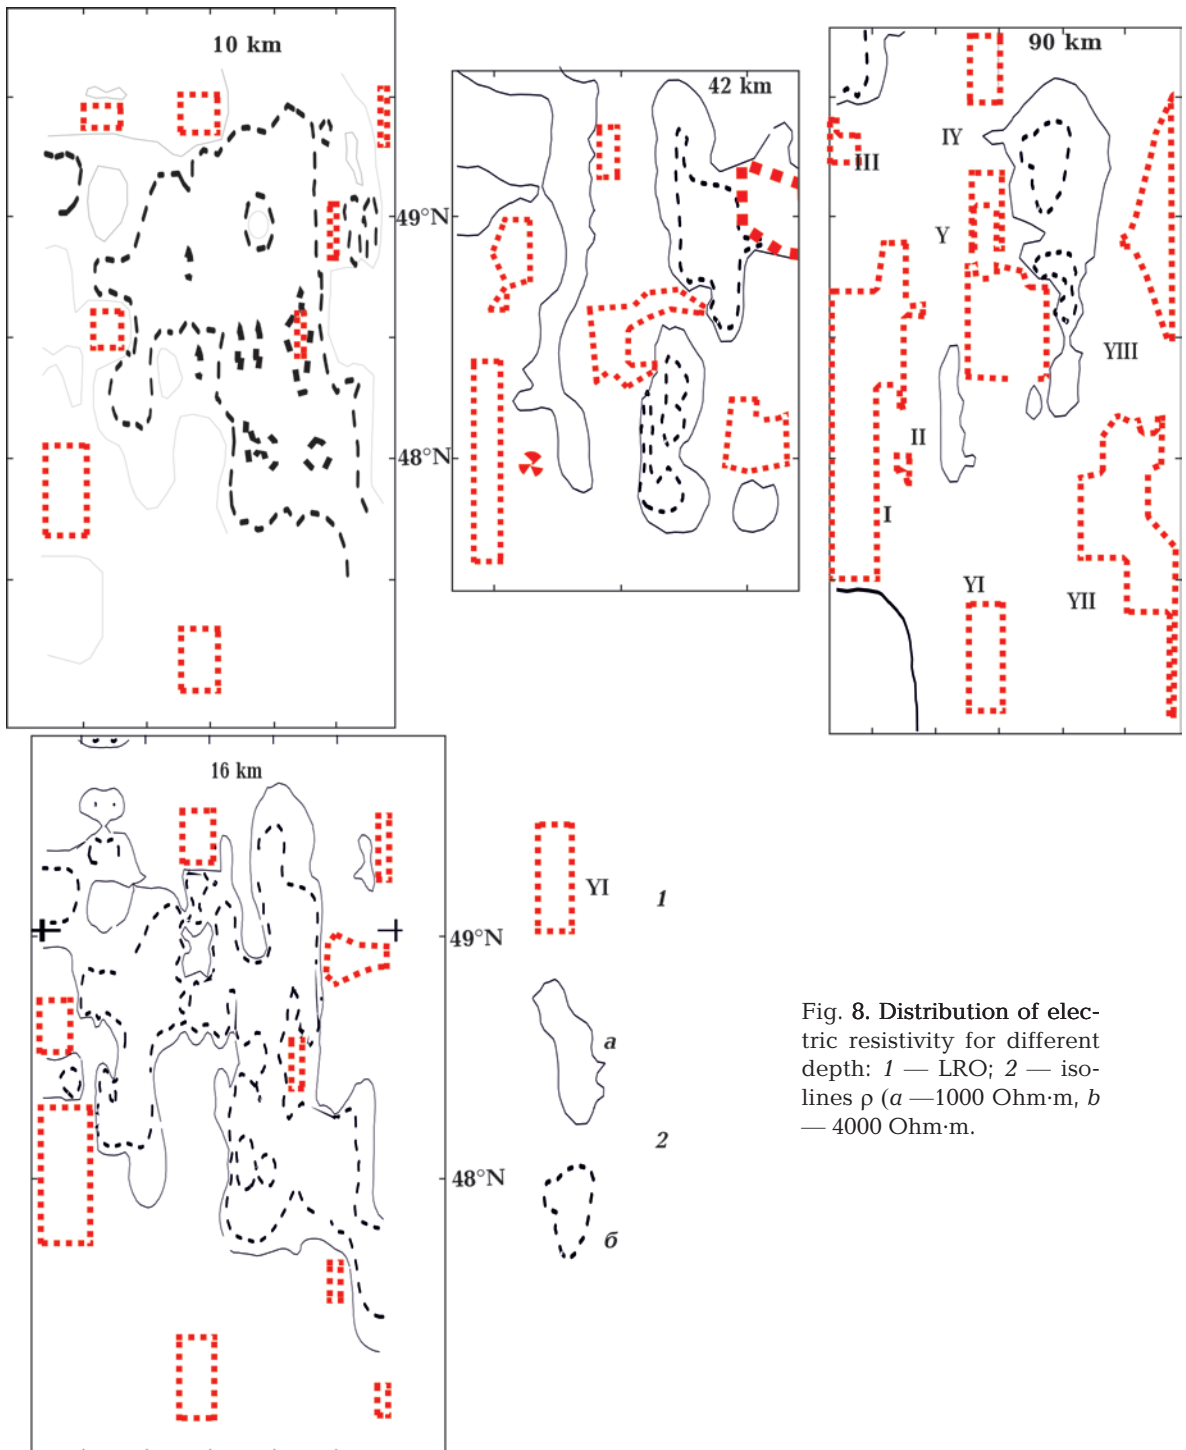 10 km
42 km
90 km
IY
III
49°N
Y
YIII
48°N
II
I
YI
YII
16 km
YI
1
49°N
a
2
48°N
б
Fig. 8. Distribution of elec-
tric resistivity for different
depth: 1 — LRO; 2 — iso-
lines ρ (a —1000 Ohm·m, b
— 4000 Ohm·m.